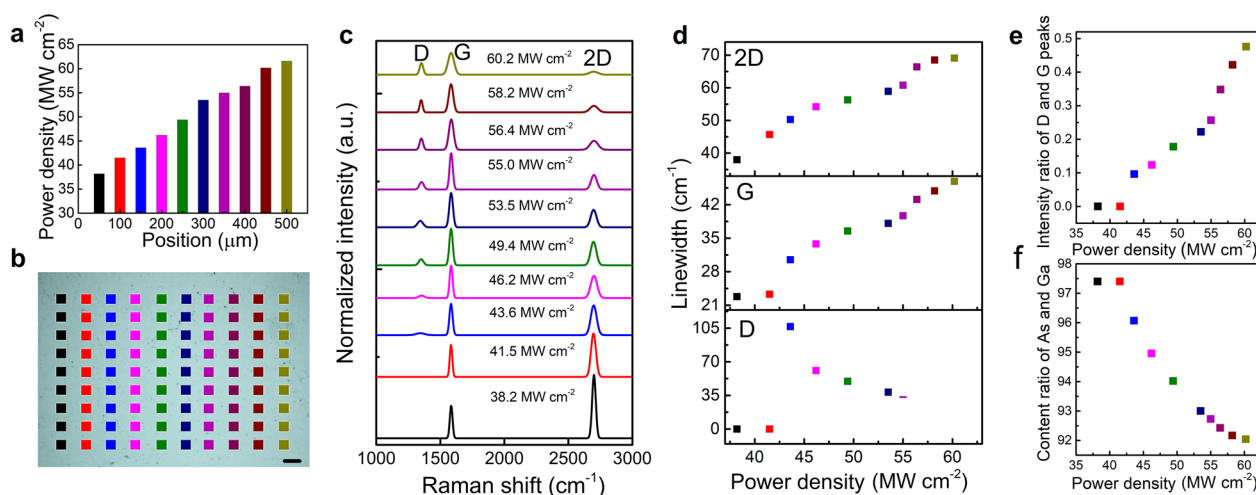 a
Power density (MW cm-2)
65
60
55
50
45
40
35
30
100 200 300 400 500
Position (μm)
b
c
Normalized intensity (a.u.)
D G 2D
60.2 MW cm-2
58.2 MW cm-2
56.4 MW cm-2
55.0 MW cm-2
53.5 MW cm-2
49.4 MW cm-2
46.2 MW cm-2
43.6 MW cm-2
41.5 MW cm-2
38.2 MW cm-2
1000 1500 2000 2500 3000
Raman shift (cm-1)
d
Linewidth (cm-1)
2D
70
60
50
40
30
G
42
35
28
21
D
105
70
35
0
40 45 50 55 60 65
Power density (MW cm-2)
e
Intensity ratio of D and G peaks
0.5
0.4
0.3
0.2
0.1
0.0
35 40 45 50 55 60
Power density (MW cm-2)
f
Content ratio of As and Ga
98
97
96
95
94
93
92
35 40 45 50 55 60
Power density (MW cm-2)